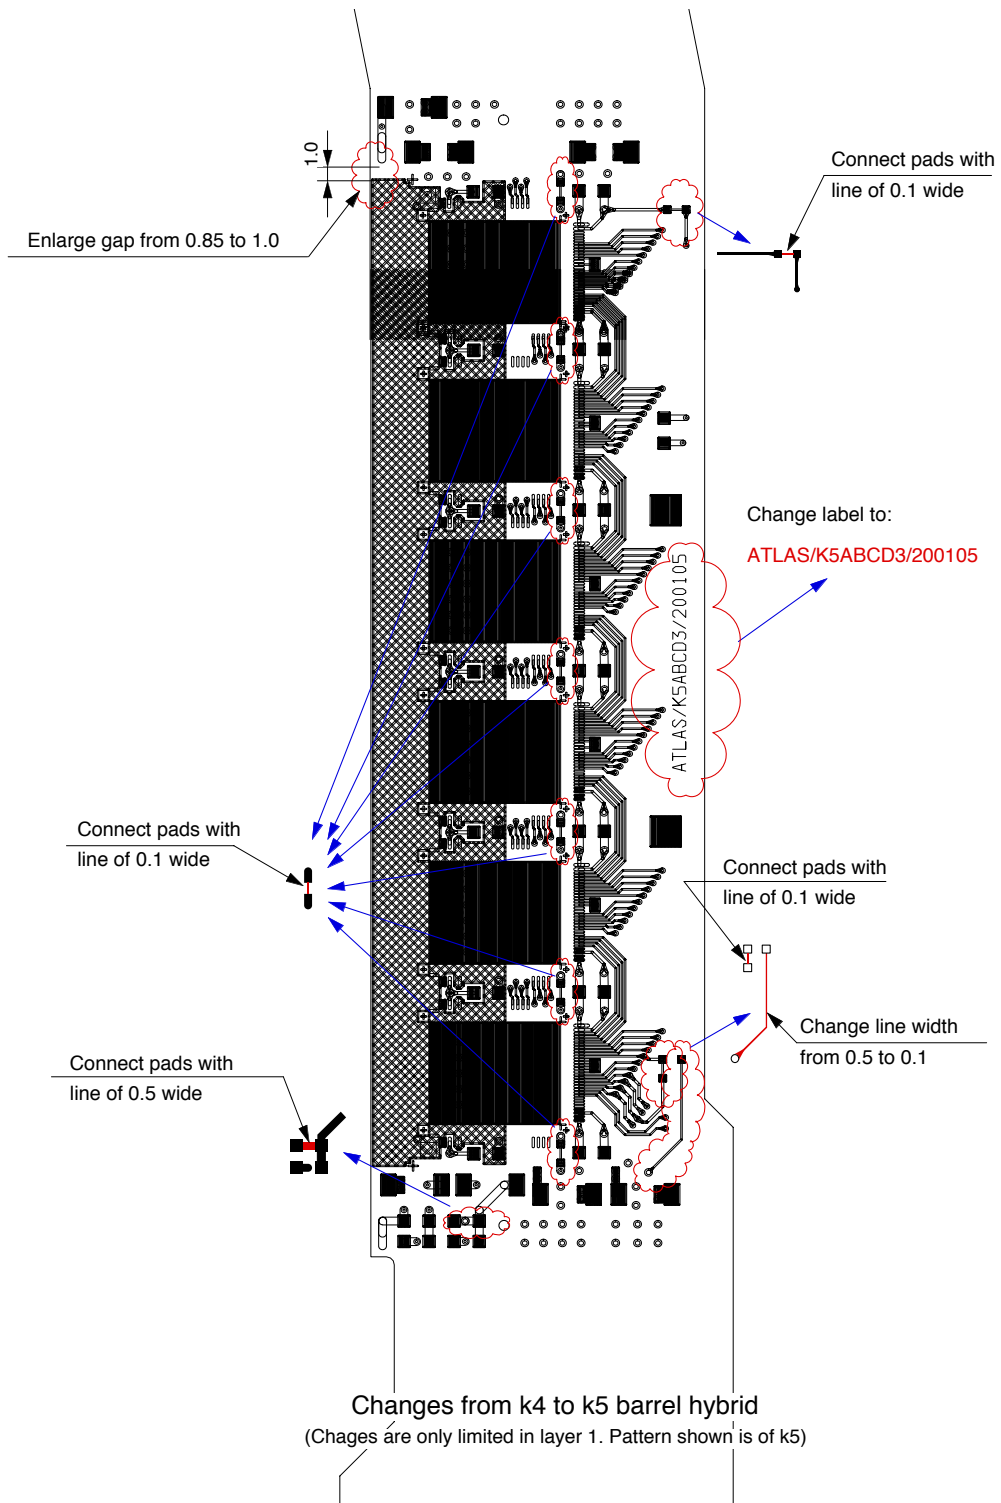 1.0
Connect pads with
line of 0.1 wide
Enlarge gap from 0.85 to 1.0
Change label to:
ATLAS/K5ABCD3/200105
ATLAS/K5ABCD3/200105
Connect pads with
line of 0.1 wide
Connect pads with
line of 0.1 wide
Change line width
from 0.5 to 0.1
Connect pads with
line of 0.5 wide
Changes from k4 to k5 barrel hybrid
(Chages are only limited in layer 1. Pattern shown is of k5)